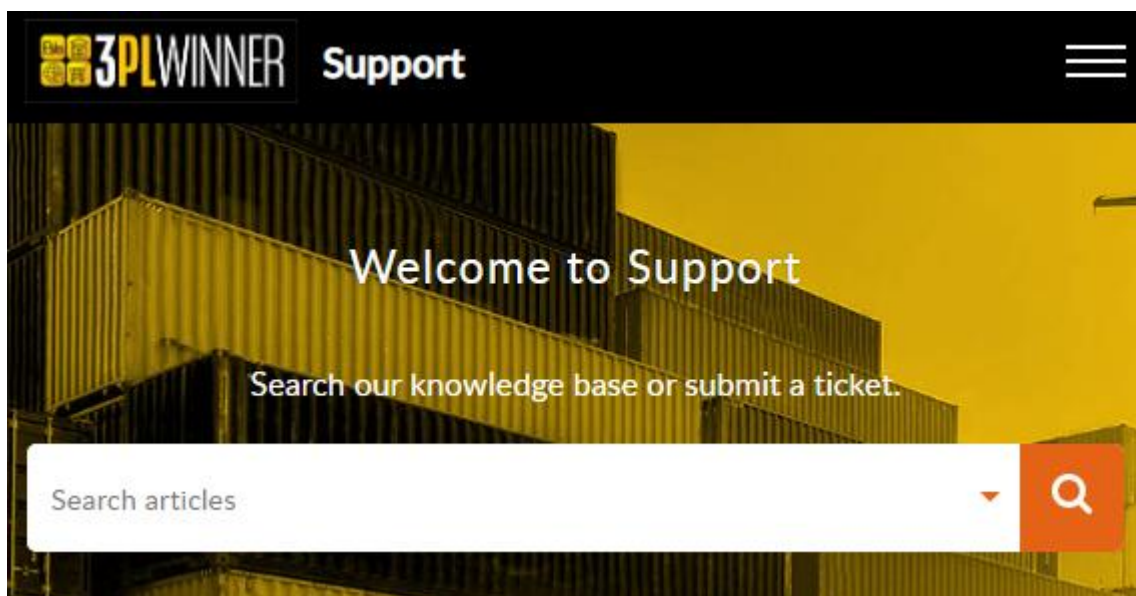 3PLWINNER Support
Welcome to Support
Search our knowledge base or submit a ticket.
Search articles